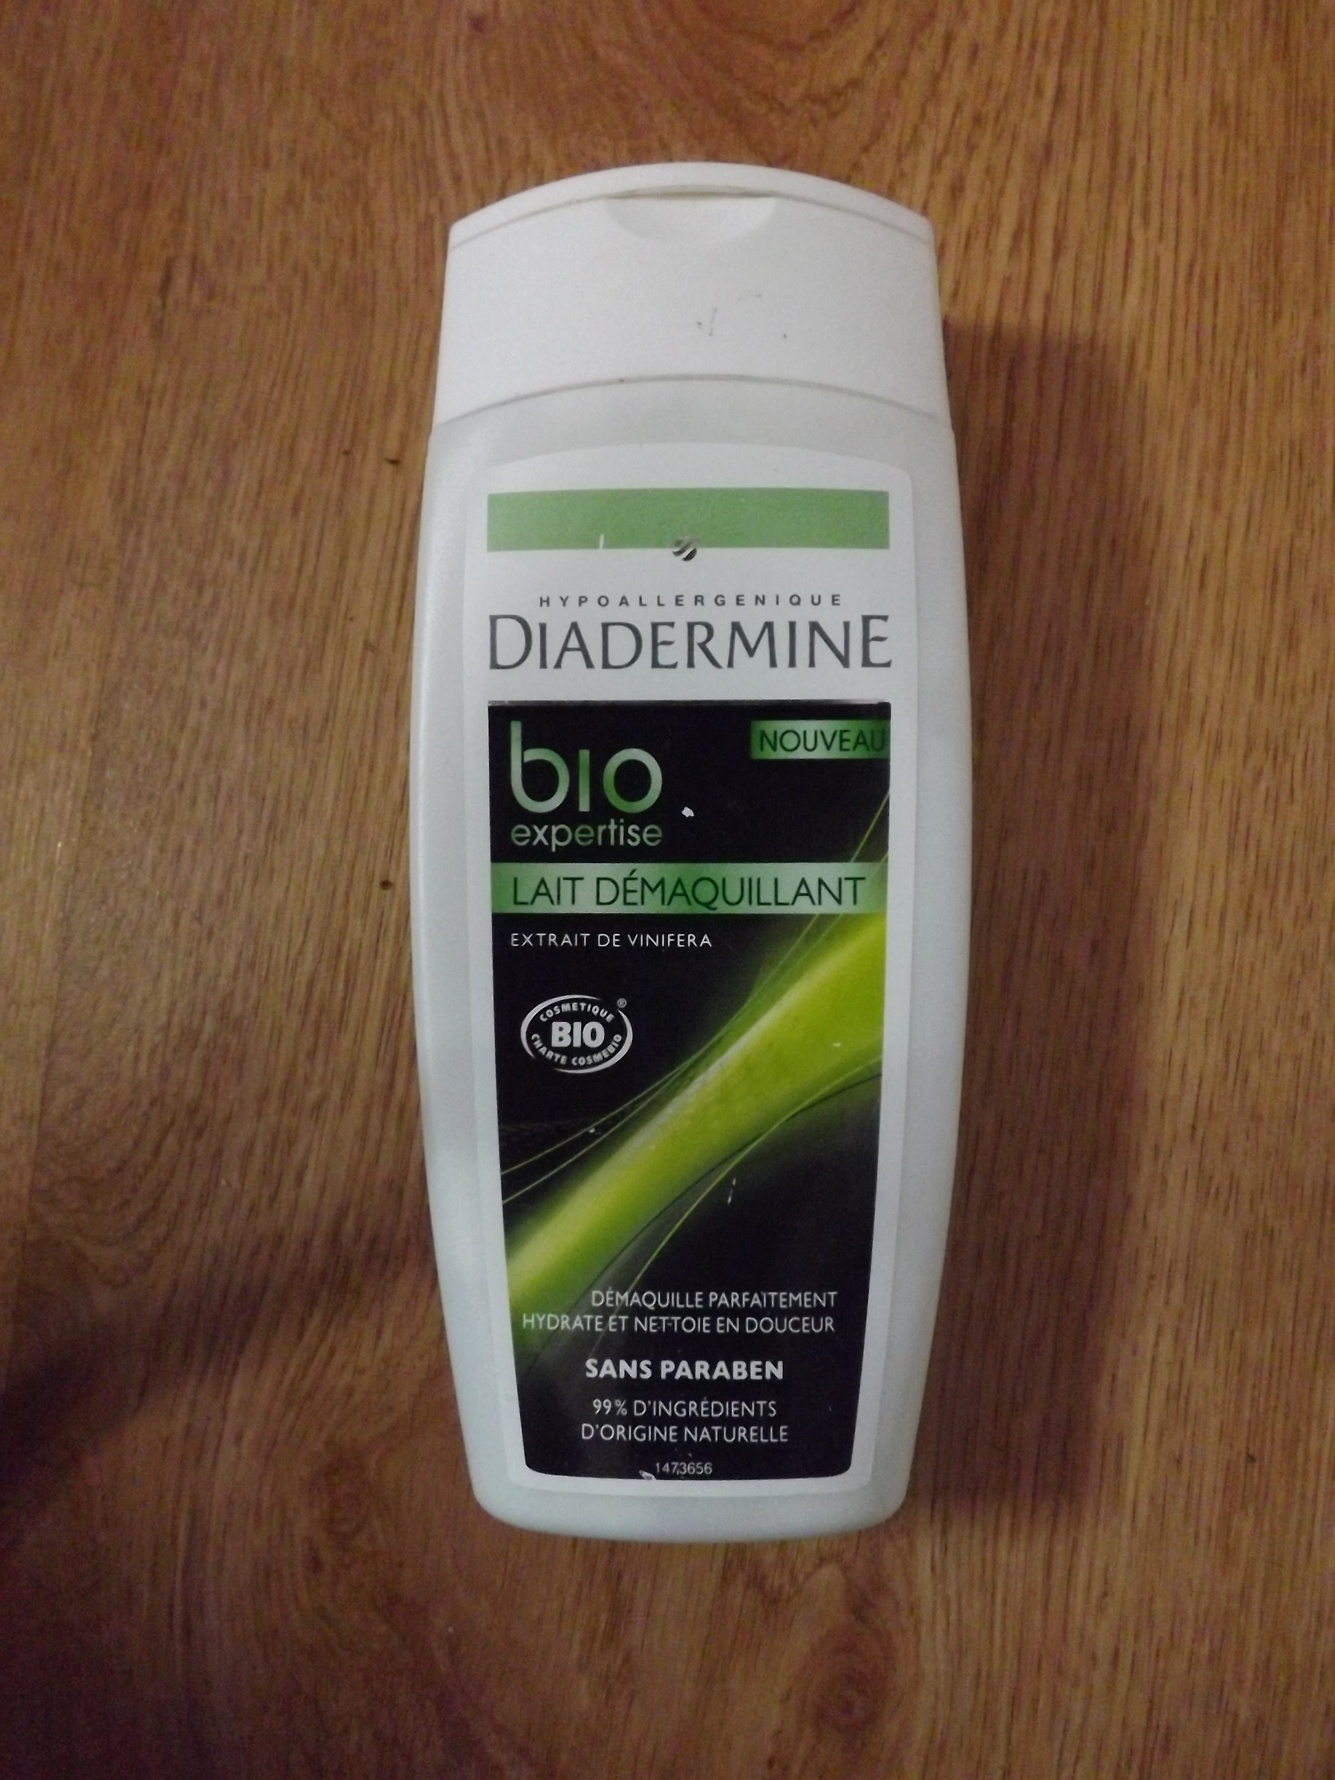 HYPOALLERGENIQUE
DIADERMINE
NOUVEAU
bio
expertise
LAIT DÉMAQUILLANT
EXTRAIT DE VINIFERA
COSMETIQUE
®
BIO
CHARTE COSMEBIO
DÉMAQUILLE PARFAITEMENT
HYDRATE ET NETTOIE EN DOUCEUR
SANS PARABEN
99% D'INGRÉDIENTS
D'ORIGINE NATURELLE
1473656